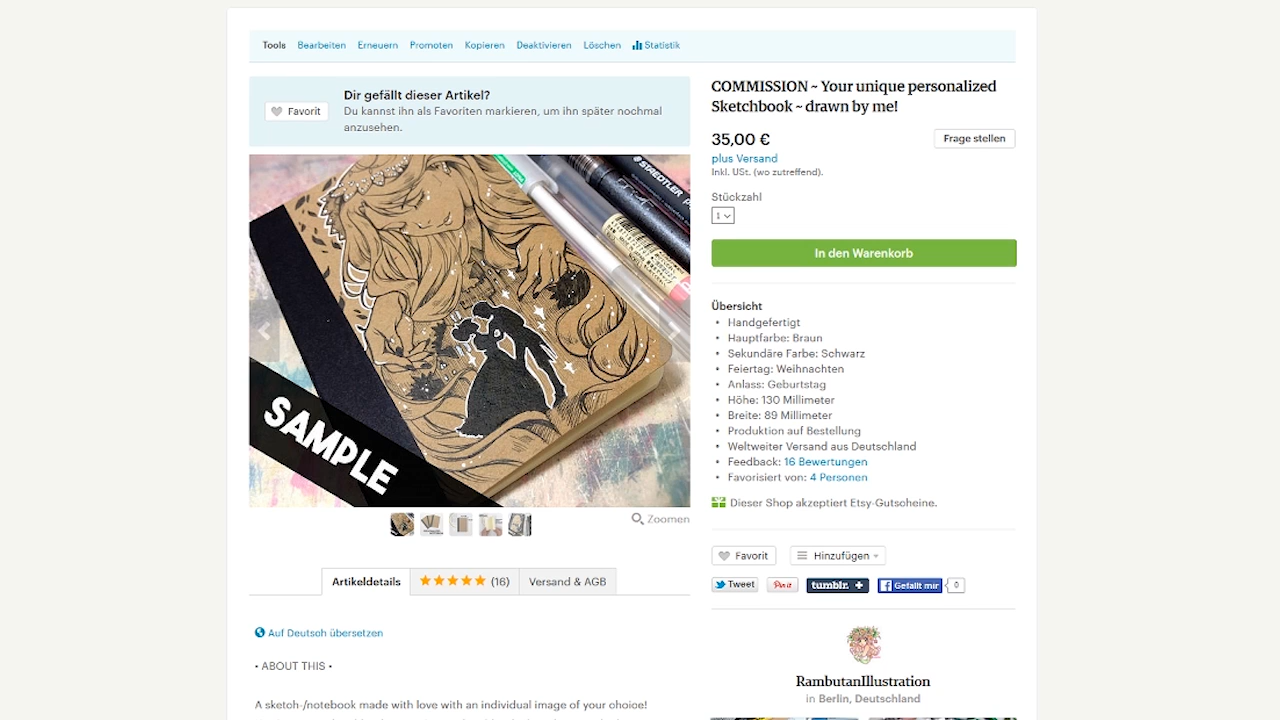 Tools Bearbeiten Erneuern Promoten Kopieren Deaktivieren Löschen Statistik
Dir gefällt dieser Artikel?
Favorit
Du kannst ihn als Favoriten markieren, um ihn später nochmal
anzusehen.
STAEDTLER
SAMPLE
Zoomen
Artikeldetails (16) Versand & AGB
Auf Deutsch übersetzen
• ABOUT THIS •
A sketch-/notebook made with love with an individual image of your choice!
COMMISSION ~ Your unique personalized
Sketchbook ~ drawn by me!
35,00 €
Frage stellen
plus Versand
Inkl. USt. (wo zutreffend).
Stückzahl
1
In den Warenkorb
Übersicht
• Handgefertigt
• Hauptfarbe: Braun
• Sekundäre Farbe: Schwarz
• Feiertag: Weihnachten
• Anlass: Geburtstag
• Höhe: 130 Millimeter
• Breite: 89 Millimeter
• Produktion auf Bestellung
• Weltweiter Versand aus Deutschland
• Feedback: 16 Bewertungen
• Favorisiert von: 4 Personen
Dieser Shop akzeptiert Etsy-Gutscheine.
Favorit Hinzufügen
Tweet Pin it tumblr. + Gefällt mir 0
RambutanIllustration
in Berlin, Deutschland